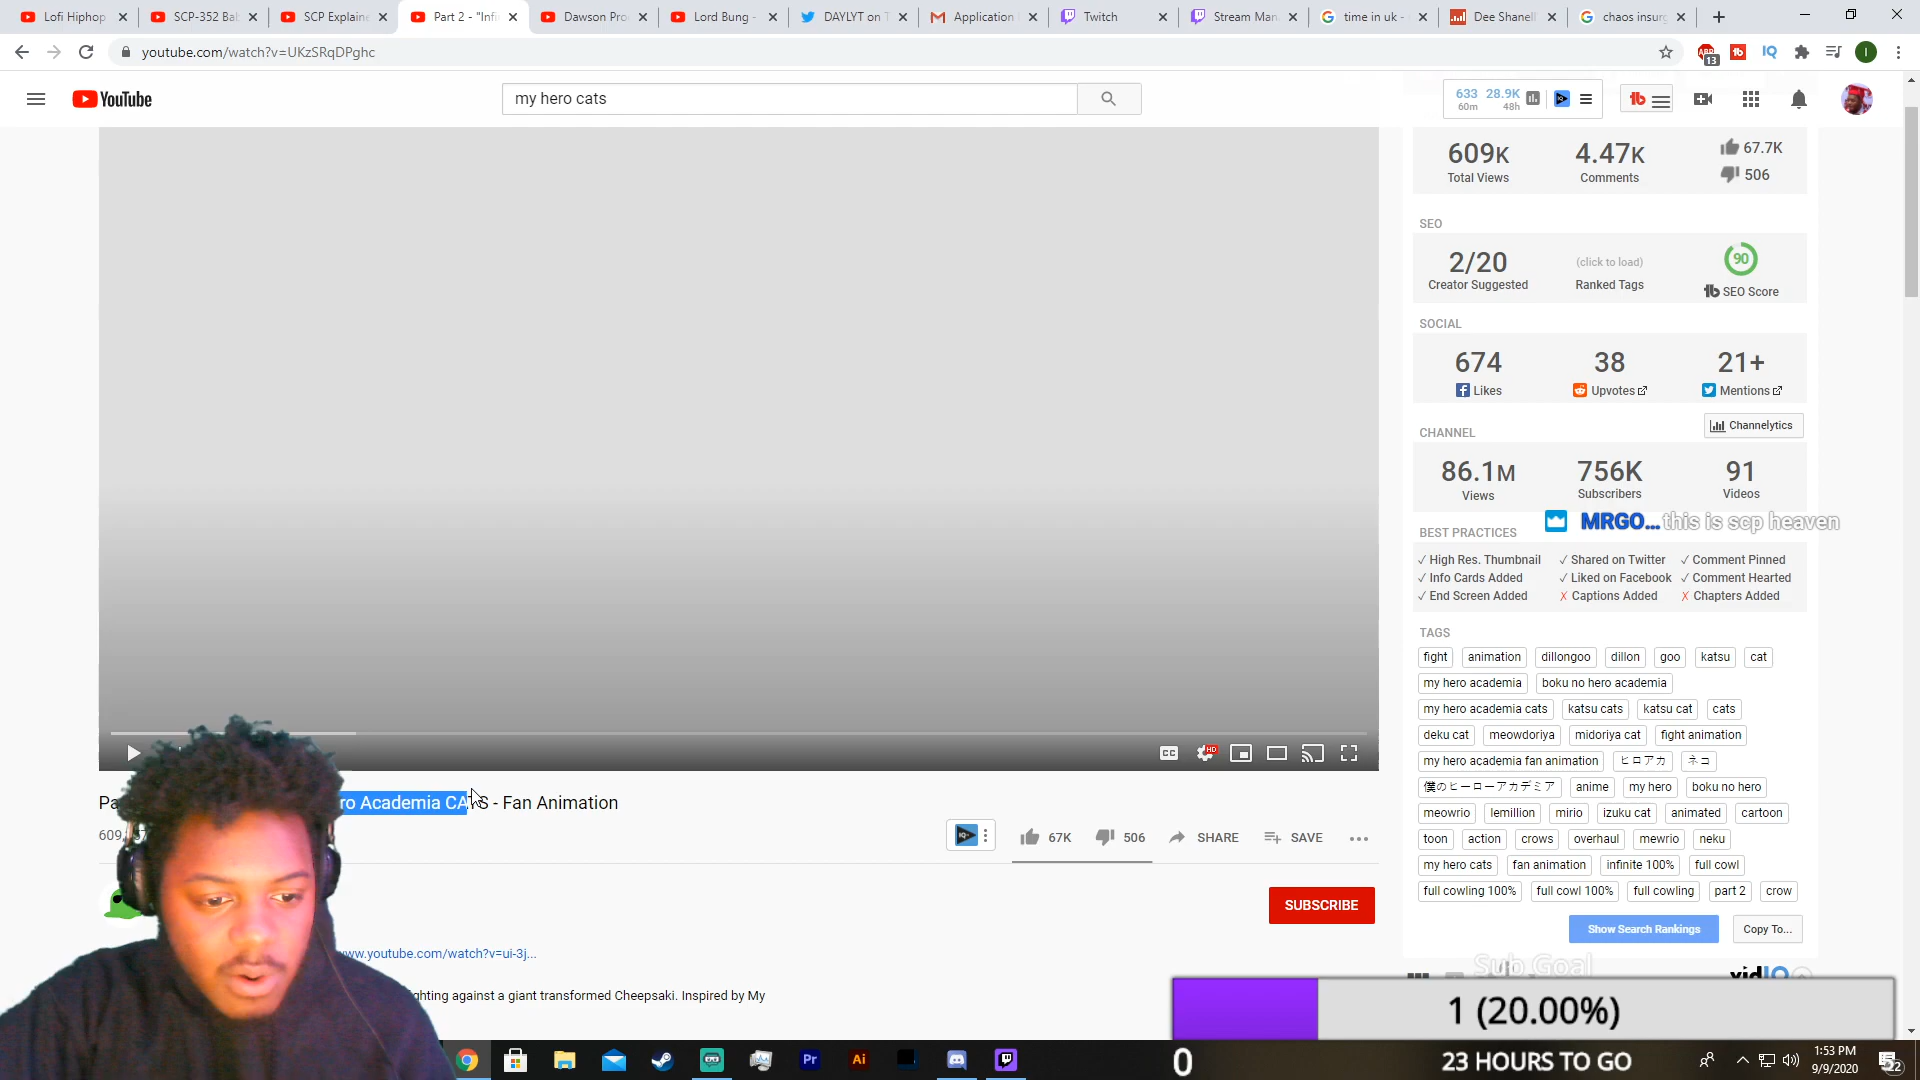 Lofi Hiphop
SCP-352 Bal
SCP Explaine
Part 2 - "Infi
Dawson Pro
Lord Bung -
DAYLYT on T
Application
Twitch
Stream Man
time in uk -
Dee Shanell
chaos insurg
youtube.com/watch?v=UKzSRqDPghc
13
IQ
I
YouTube
my hero cats
633 28.9K
60m 48h
609K 4.47K 67.7K
Total Views Comments 506
SEO
2/20 (click to load) 90
Creator Suggested Ranked Tags SEO Score
SOCIAL
674 38 21+
Likes Upvotes Mentions
CHANNEL Channelytics
86.1M 756K 91
Views Subscribers Videos
MRGO... this is scp heaven
BEST PRACTICES
✓ High Res. Thumbnail ✓ Shared on Twitter ✓ Comment Pinned
✓ Info Cards Added ✓ Liked on Facebook ✓ Comment Hearted
✓ End Screen Added ✗ Captions Added ✗ Chapters Added
TAGS
fight animation dillongoo dillon goo katsu cat
my hero academia boku no hero academia
my hero academia cats katsu cats katsu cat cats
deku cat meowdoriya midoriya cat fight animation
my hero academia fan animation ヒロアカ ネコ
僕のヒーローアカデミア anime my hero boku no hero
meowrio lemillion mirio izuku cat animated cartoon
toon action crows overhaul mewrio neku
my hero cats fan animation infinite 100% full cowl
full cowling 100% full cowl 100% full cowling part 2 crow
Show Search Rankings Copy To...
CC HD
Pa ro Academia CATS - Fan Animation
609, 67K 506 SHARE SAVE
SUBSCRIBE
ww.youtube.com/watch?v=ui-3j...
ghting against a giant transformed Cheepsaki. Inspired by My
vidIQ
Sub Goal
1 (20.00%)
0 23 HOURS TO GO
Pr Ai
1:53 PM
9/9/2020
22